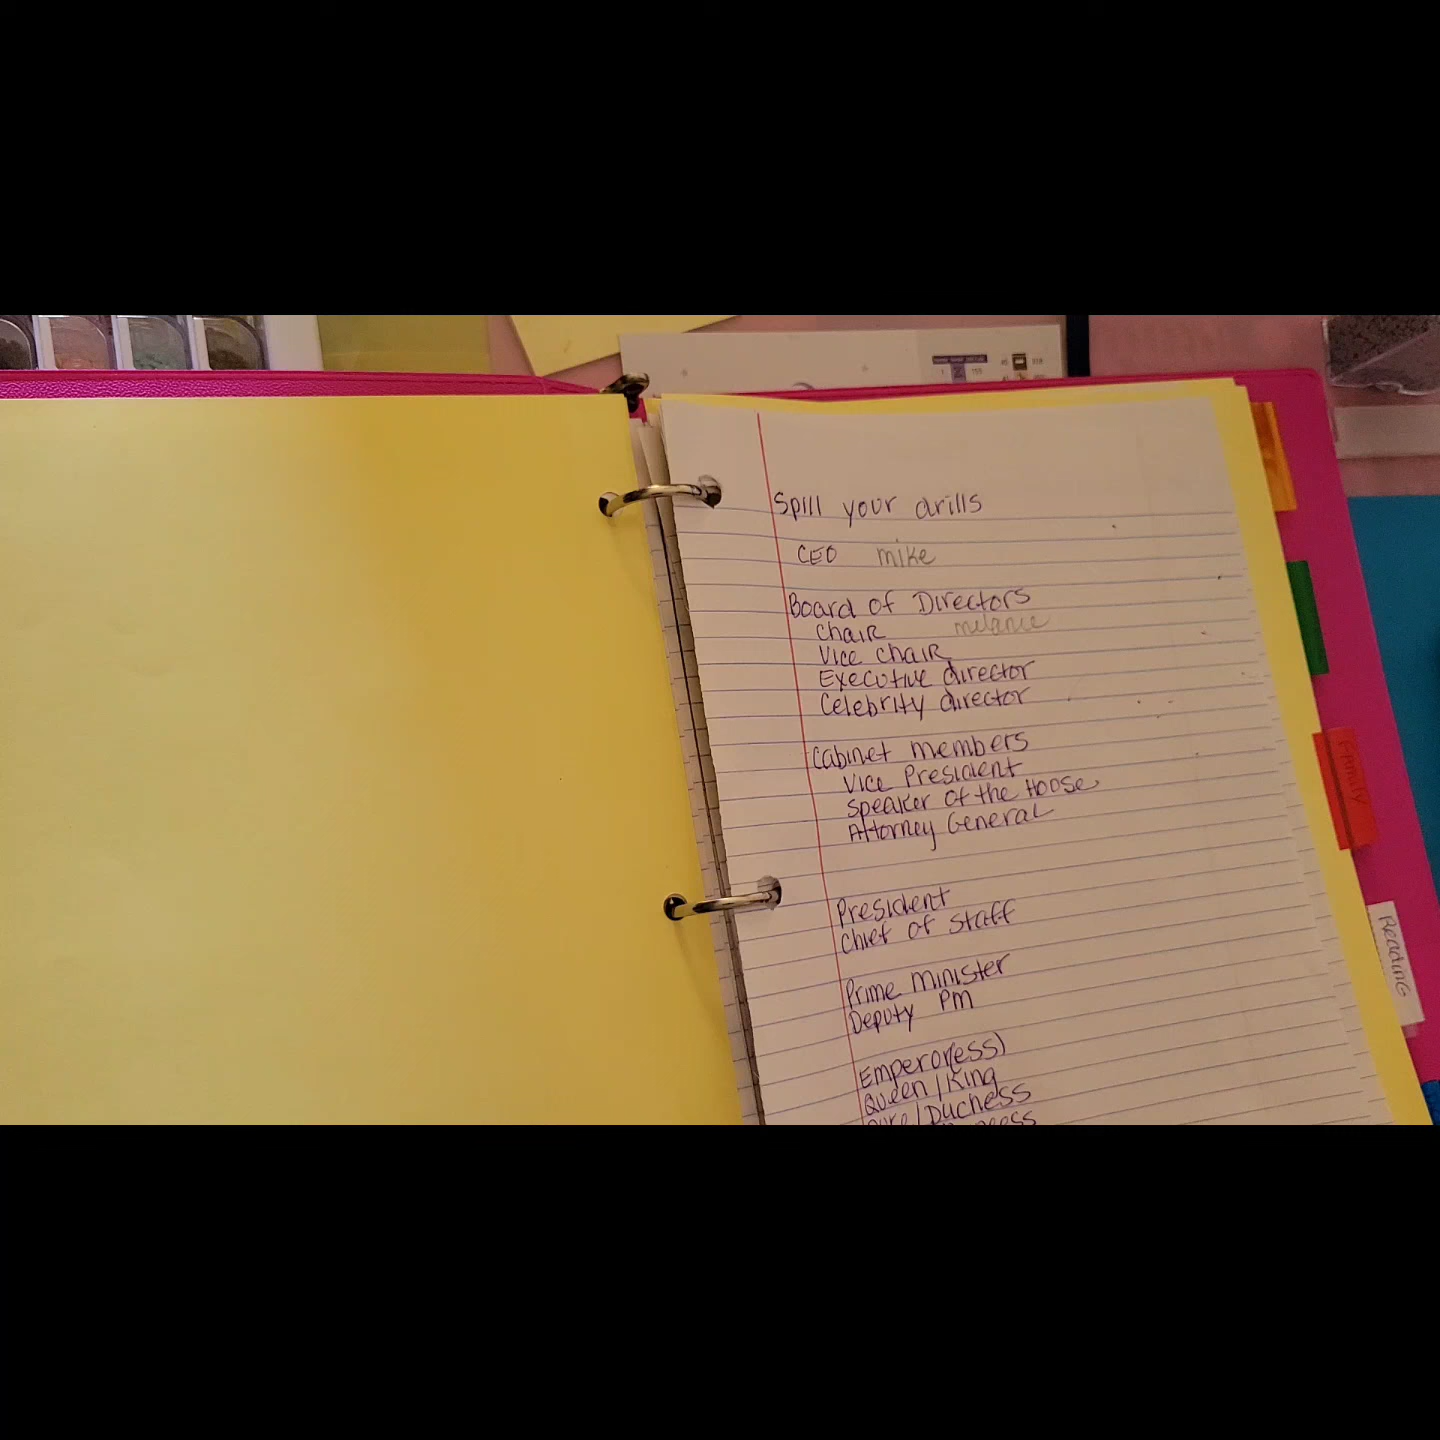 Spill your drills
CEO mike
Board of Directors
Chair melanie
Vice Chair
Executive director
Celebrity director
Cabinet members
Vice President
Speaker of the House
Attorney General
President
Chief of Staff
Prime Minister
Deputy PM
Emperor(ess)
Queen/King
Duke/Duchess
Family
Reading